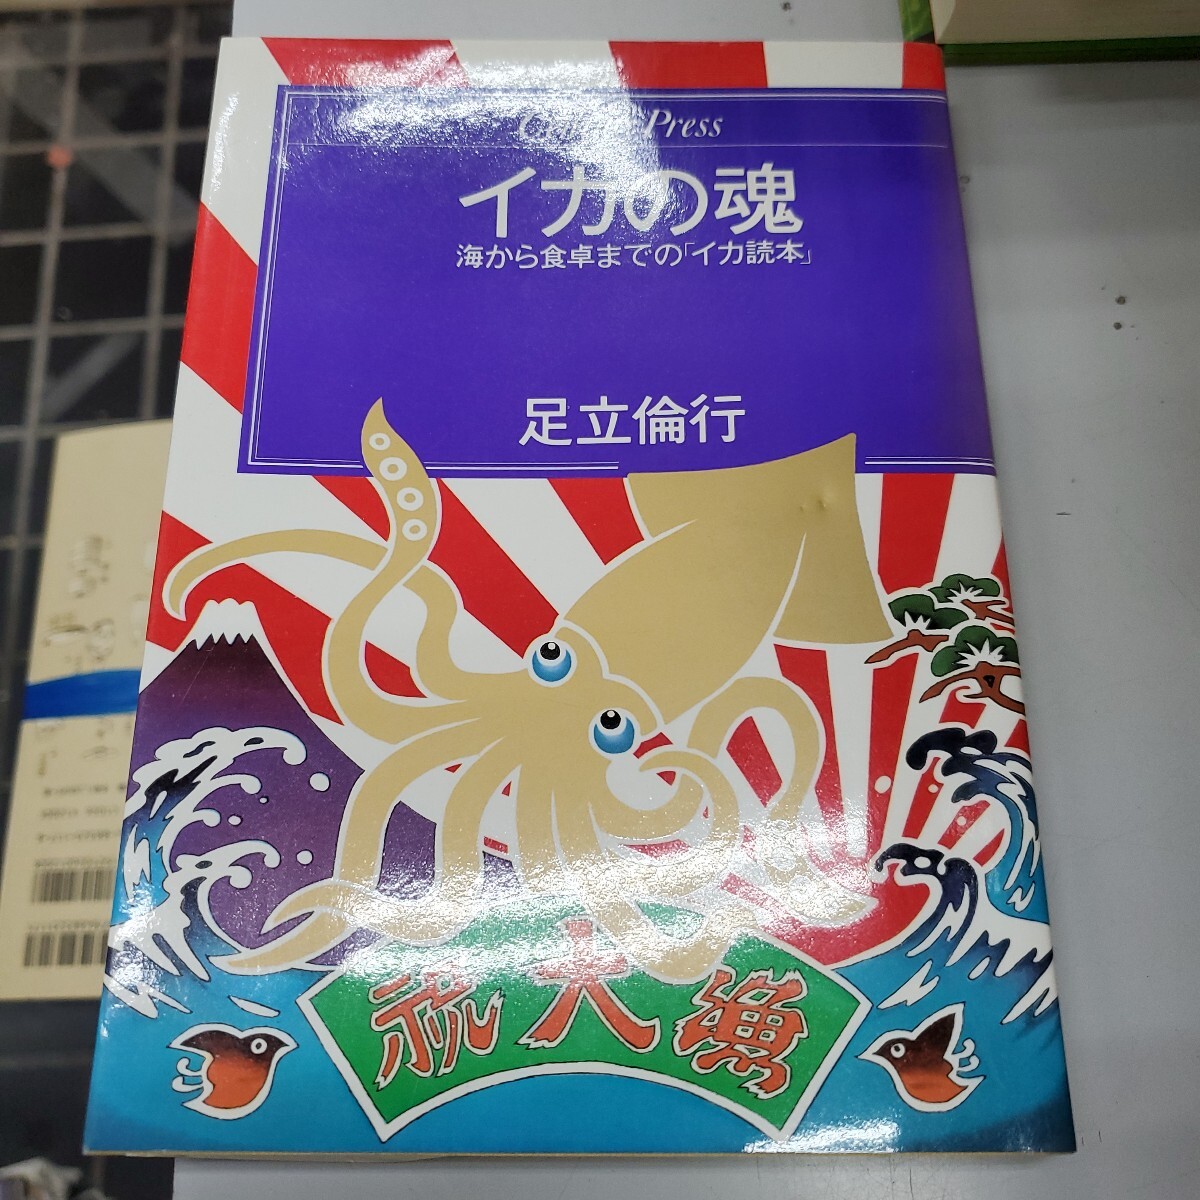 Press
イカの魂
海から食卓までの「イカ読本」
足立倫行
祝大漁